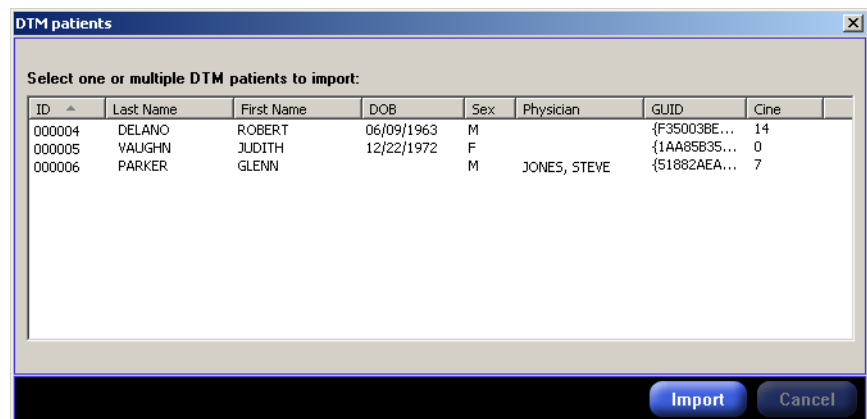 DTM patients
Select one or multiple DTM patients to import:
ID Last Name First Name DOB Sex Physician GUID Cine
000004 DELANO ROBERT 06/09/1963 M {F35003BE... 14
000005 VAUGHN JUDITH 12/22/1972 F {1AA85B35... 0
000006 PARKER GLENN M JONES, STEVE {51882AEA... 7
Import Cancel